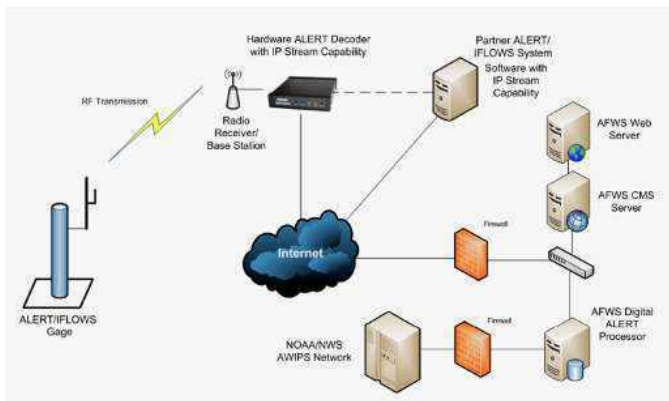 Hardware ALERT Decoder
with IP Stream Capability
Partner ALERT/
IFLOWS System
Software with
IP Stream
Capability
RF Transmission
Radio
Receiver/
Base Station
AFWS Web
Server
AFWS CMS
Server
Firewall
Internet
ALERT/IFLOWS
Gage
AFWS Digital
ALERT
Processor
Firewall
NOAA/NWS
AWIPS Network